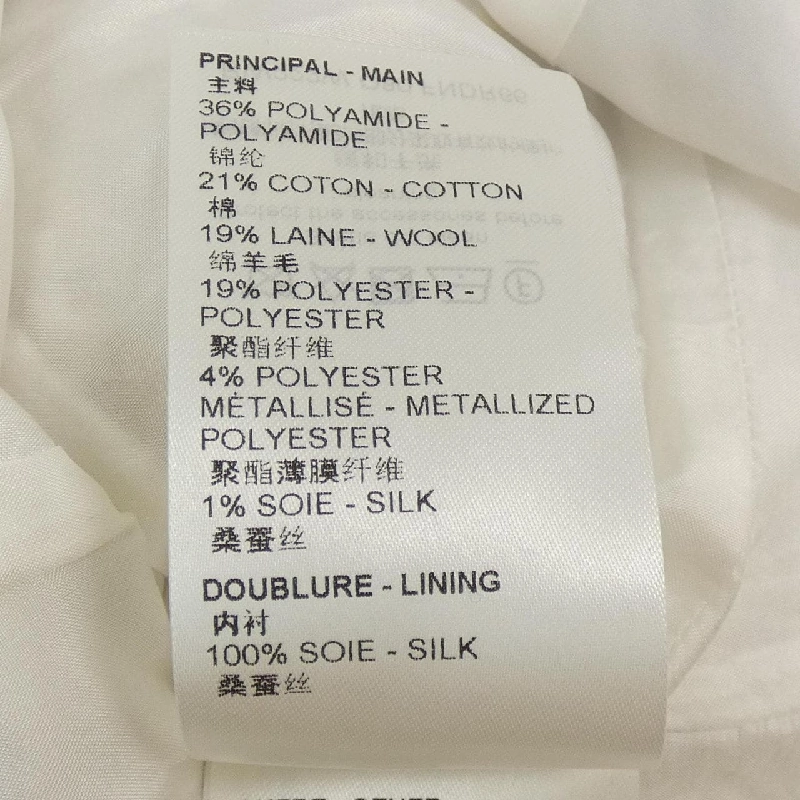 PRINCIPAL - MAIN
主料
36% POLYAMIDE -
POLYAMIDE
锦纶
21% COTON - COTTON
棉
19% LAINE - WOOL
绵羊毛
19% POLYESTER -
POLYESTER
聚酯纤维
4% POLYESTER
MÉTALLISÉ - METALLIZED
POLYESTER
聚酯薄膜纤维
1% SOIE - SILK
桑蚕丝
DOUBLURE - LINING
内衬
100% SOIE - SILK
桑蚕丝